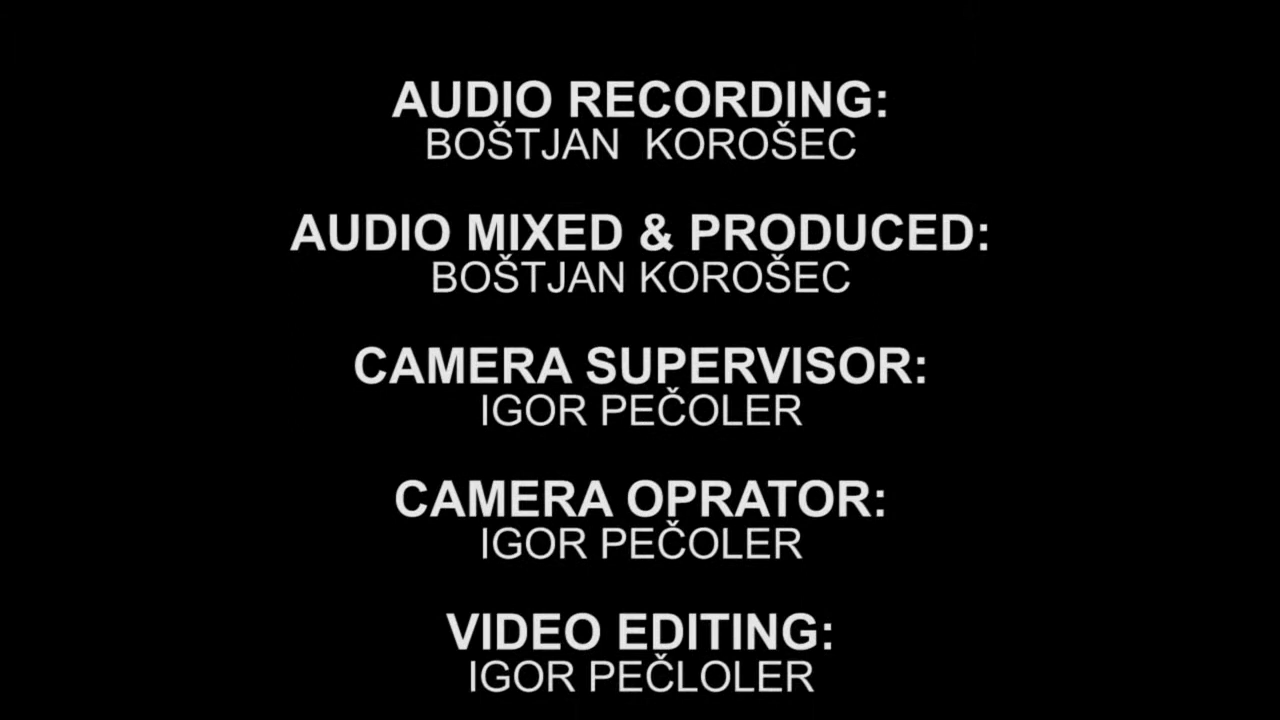 AUDIO RECORDING:
BOŠTJAN  KOROŠEC
AUDIO MIXED & PRODUCED:
BOŠTJAN KOROŠEC
CAMERA SUPERVISOR:
IGOR PEČOLER
CAMERA OPRATOR:
IGOR PEČOLER
VIDEO EDITING:
IGOR PEČLOLER